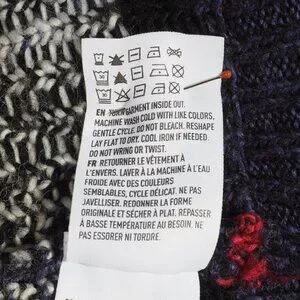 EN TURN GARMENT INSIDE OUT.
MACHINE WASH COLD WITH LIKE COLORS,
GENTLE CYCLE. DO NOT BLEACH. RESHAPE
LAY FLAT TO DRY. COOL IRON IF NEEDED.
DO NOT WRING OR TWIST.
FR RETOURNER LE VÊTEMENT À
L'ENVERS. LAVER À LA MACHINE À L'EAU
FROIDE AVEC DES COULEURS
SEMBLABLES, CYCLE DÉLICAT. NE PAS
JAVELLISER. REDONNER LA FORME
ORIGINALE ET SÉCHER À PLAT. REPASSER
À BASSE TEMPÉRATURE AU BESOIN. NE
PAS ESSORER NI TORDRE.